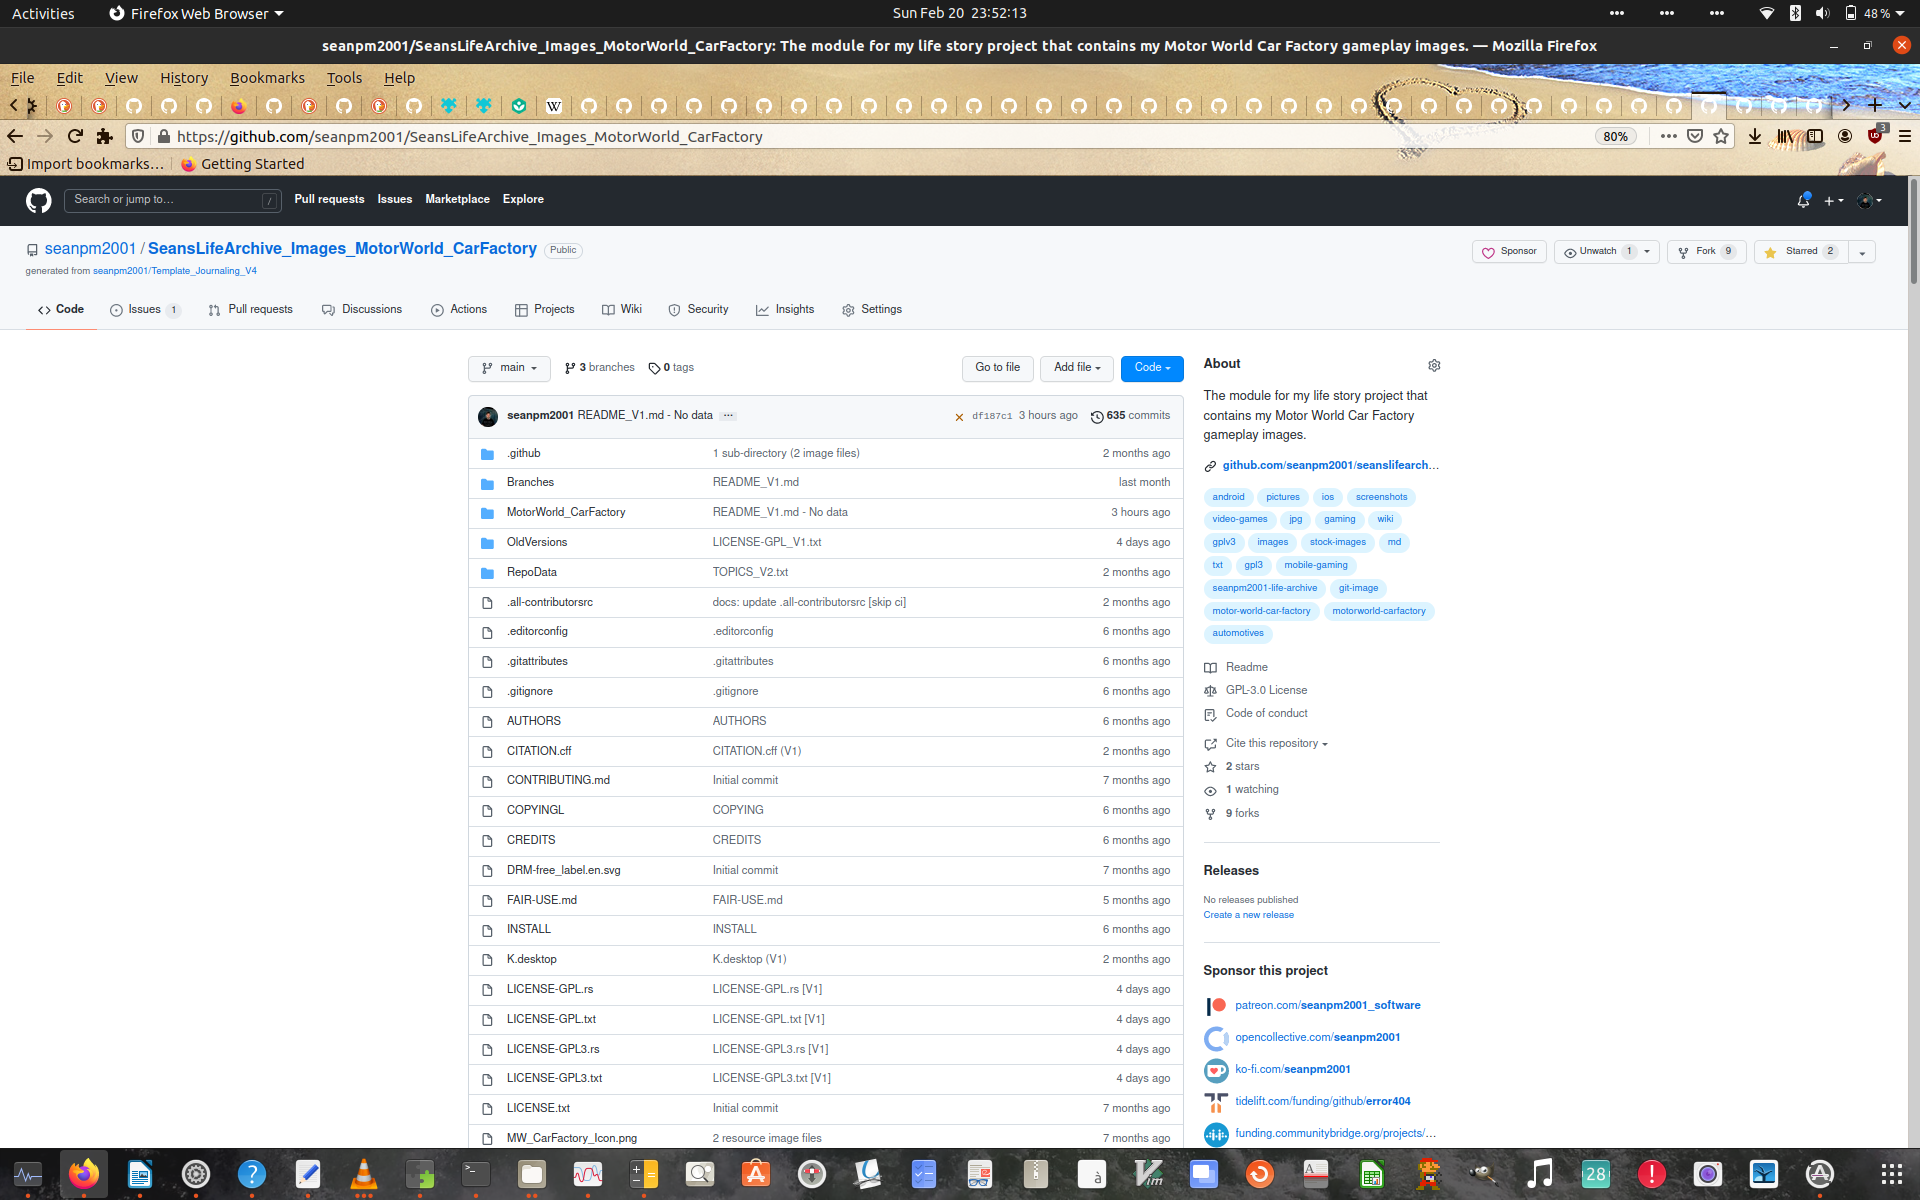 Activities Firefox Web Browser Sun Feb 20 23:52:13 48 %
seanpm2001/SeansLifeArchive_Images_MotorWorld_CarFactory: The module for my life story project that contains my Motor World Car Factory gameplay images. — Mozilla Firefox
File Edit View History Bookmarks Tools Help
https://github.com/seanpm2001/SeansLifeArchive_Images_MotorWorld_CarFactory 80% 3
Import bookmarks… Getting Started
Search or jump to… / Pull requests Issues Marketplace Explore
seanpm2001 / SeansLifeArchive_Images_MotorWorld_CarFactory Public Sponsor Unwatch 1 Fork 9 Starred 2
generated from seanpm2001/Template_Journaling_V4
Code Issues 1 Pull requests Discussions Actions Projects Wiki Security Insights Settings
main 3 branches 0 tags Go to file Add file Code
seanpm2001 README_V1.md - No data ... df187c1 3 hours ago 635 commits
.github 1 sub-directory (2 image files) 2 months ago
Branches README_V1.md last month
MotorWorld_CarFactory README_V1.md - No data 3 hours ago
OldVersions LICENSE-GPL_V1.txt 4 days ago
RepoData TOPICS_V2.txt 2 months ago
.all-contributorsrc docs: update .all-contributorsrc [skip ci] 2 months ago
.editorconfig .editorconfig 6 months ago
.gitattributes .gitattributes 6 months ago
.gitignore .gitignore 6 months ago
AUTHORS AUTHORS 6 months ago
CITATION.cff CITATION.cff (V1) 2 months ago
CONTRIBUTING.md Initial commit 7 months ago
COPYINGL COPYING 6 months ago
CREDITS CREDITS 6 months ago
DRM-free_label.en.svg Initial commit 7 months ago
FAIR-USE.md FAIR-USE.md 5 months ago
INSTALL INSTALL 6 months ago
K.desktop K.desktop (V1) 2 months ago
LICENSE-GPL.rs LICENSE-GPL.rs [V1] 4 days ago
LICENSE-GPL.txt LICENSE-GPL.txt [V1] 4 days ago
LICENSE-GPL3.rs LICENSE-GPL3.rs [V1] 4 days ago
LICENSE-GPL3.txt LICENSE-GPL3.txt [V1] 4 days ago
LICENSE.txt Initial commit 7 months ago
MW_CarFactory_Icon.png 2 resource image files 7 months ago
About
The module for my life story project that
contains my Motor World Car Factory
gameplay images.
github.com/seanpm2001/seanslifearch...
android pictures ios screenshots
video-games jpg gaming wiki
gplv3 images stock-images md
txt gpl3 mobile-gaming
seanpm2001-life-archive git-image
motor-world-car-factory motorworld-carfactory
automotives
Readme
GPL-3.0 License
Code of conduct
Cite this repository
2 stars
1 watching
9 forks
Releases
No releases published
Create a new release
Sponsor this project
patreon.com/seanpm2001_software
opencollective.com/seanpm2001
ko-fi.com/seanpm2001
tidelift.com/funding/github/error404
funding.communitybridge.org/projects/...
28